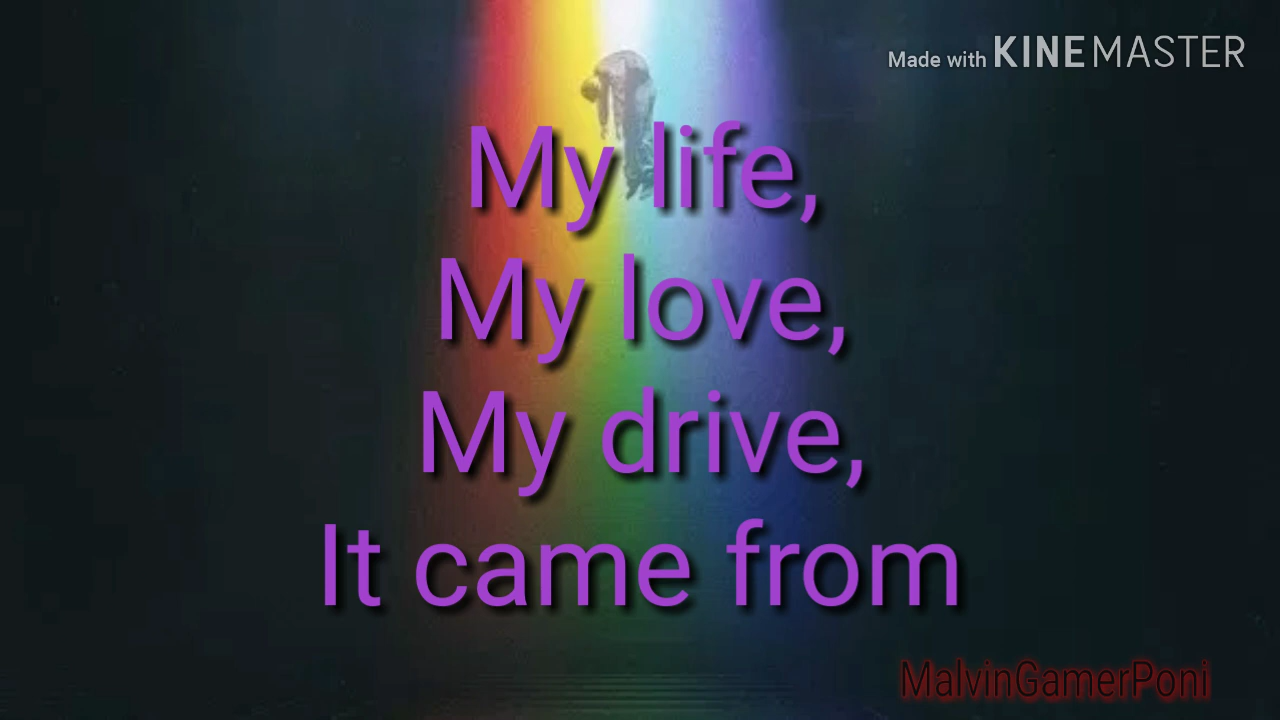 Made with KINEMASTER
My life,
My love,
My drive,
It came from
MalvinGamerPoni